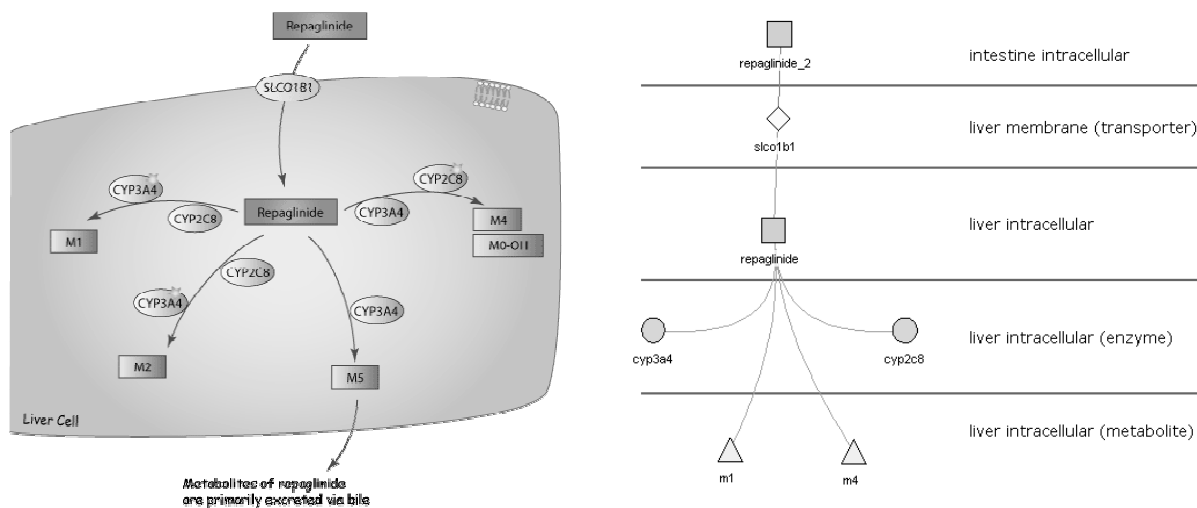 Repaglinide
SLCO1B1
CYP3A4
CYP2C8
Repaglinide
CYP2C8
CYP3A4
M1
M4
M0-OH
CYP2C8
CYP3A4
CYP3A4
M2
M5
Liver Cell
Metabolites of repaglinide
are primarily excreted via bile
repaglinide_2
intestine intracellular
slco1b1
liver membrane (transporter)
repaglinide
liver intracellular
cyp3a4
cyp2c8
liver intracellular (enzyme)
m1
m4
liver intracellular (metabolite)